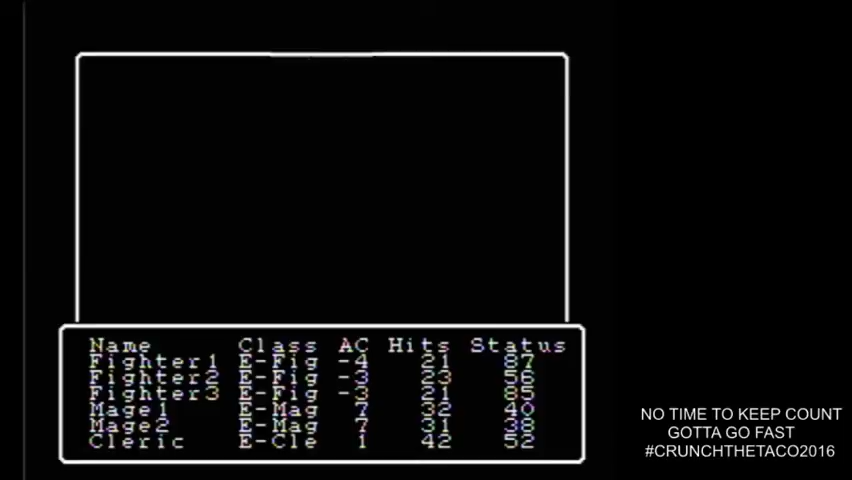 Name Class AC Hits Status
Fighter1 E-Fig -4 21 87
Fighter2 E-Fig -3 23 56
Fighter3 E-Fig -3 21 85
Mage1 E-Mag 7 32 40
Mage2 E-Mag 7 31 38
Cleric E-Cle 1 42 52
NO TIME TO KEEP COUNT
GOTTA GO FAST
#CRUNCHTHETACO2016